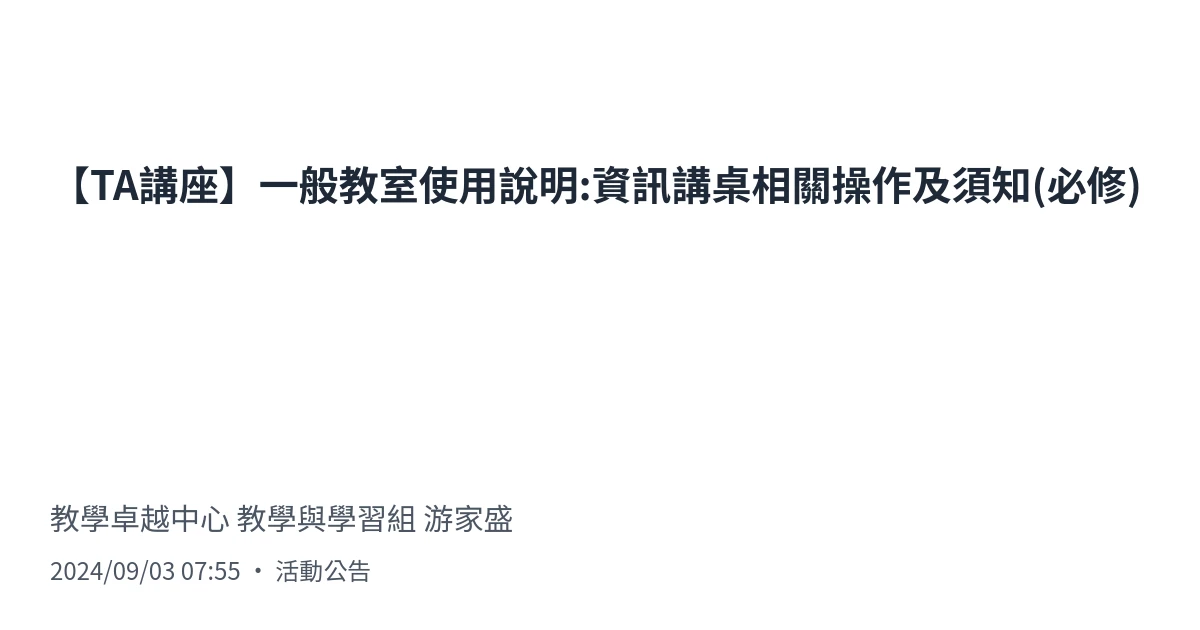 【TA講座】一般教室使用說明:資訊講桌相關操作及須知(必修)
教學卓越中心 教學與學習組 游家盛
2024/09/03 07:55 • 活動公告